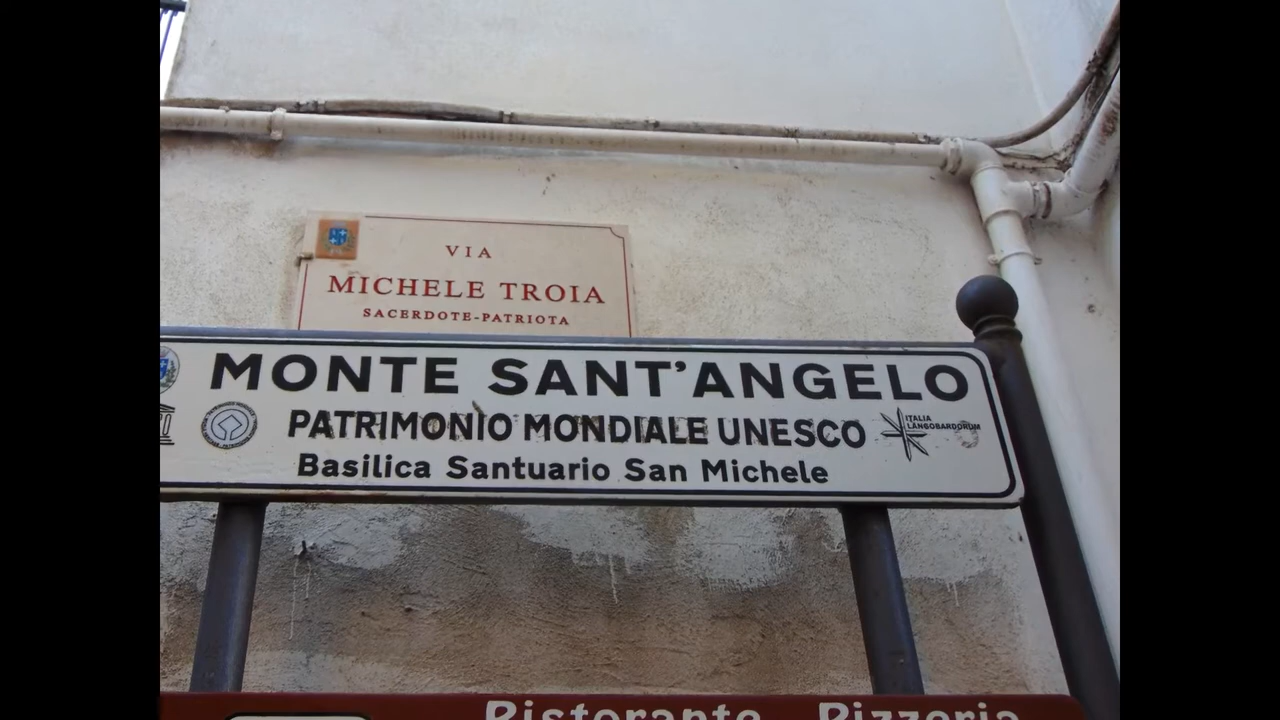 VIA
MICHELE TROIA
SACERDOTE-PATRIOTA
MONTE SANT'ANGELO
PATRIMONIO MONDIALE UNESCO
ITALIA
LANGOBARDORUM
Basilica Santuario San Michele
Ristorante Pizzeria